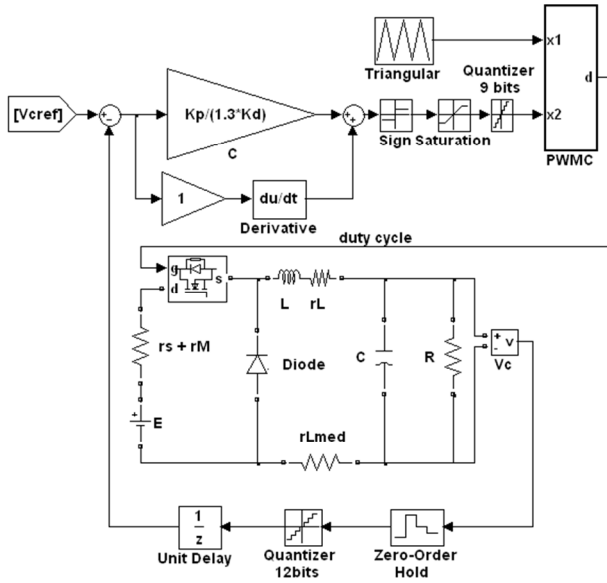 Triangular
Quantizer
9 bits
x1
x2
d
PWMC
[Vcref]
+
-
Kp/(1.3*Kd)
C
+
+
Sign Saturation
1
du/dt
Derivative
duty cycle
g
d
s
L
rL
rs + rM
Diode
C
R
+
-
v
Vc
+
E
rLmed
1
z
Unit Delay
Quantizer
12bits
Zero-Order
Hold